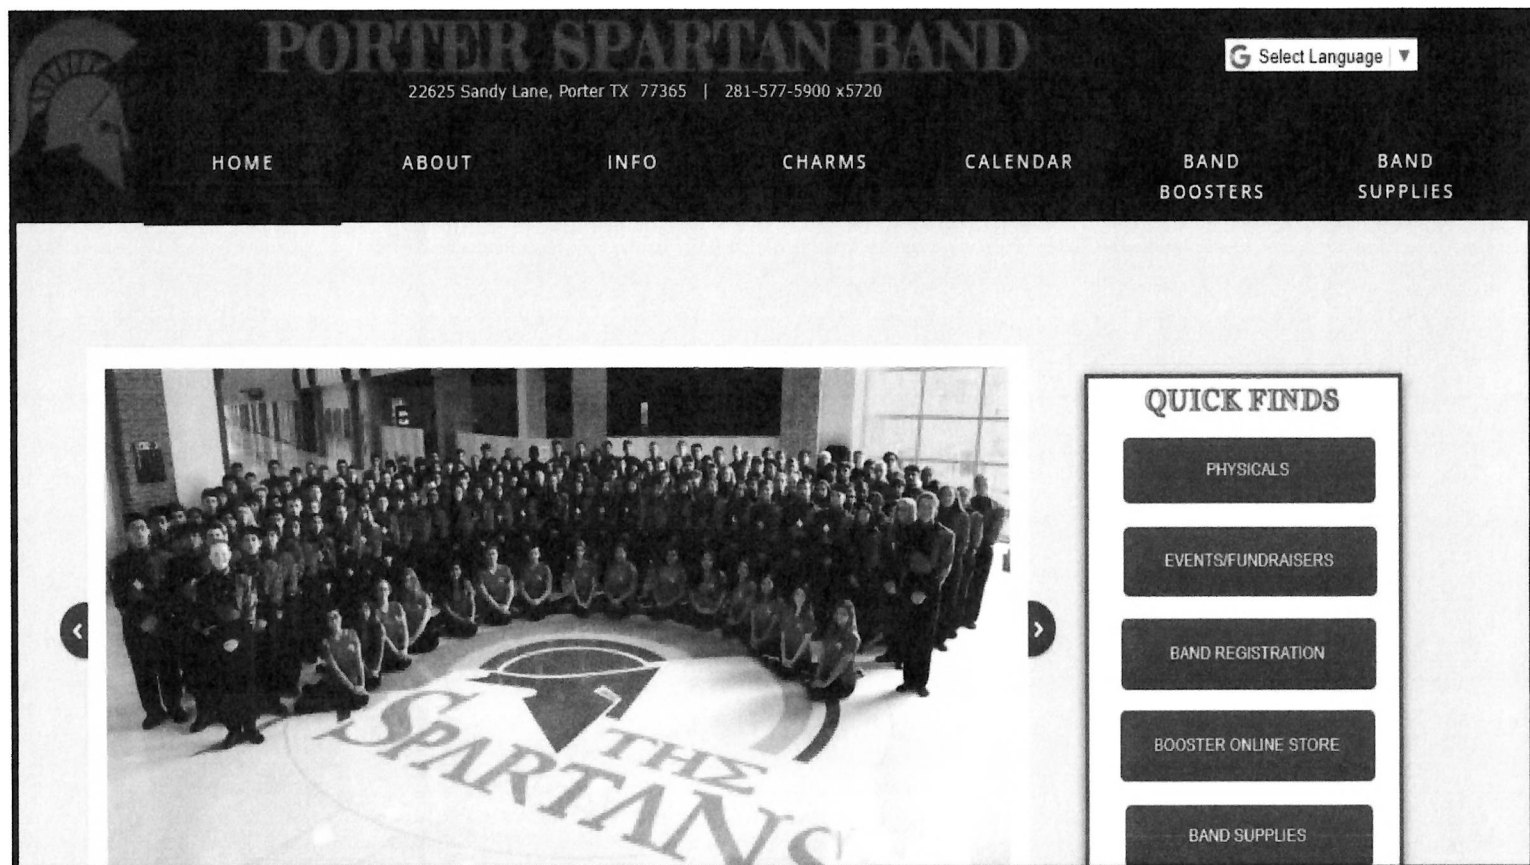 PORTER SPARTAN BAND
22625 Sandy Lane, Porter TX 77365 | 281-577-5900 x5720
G Select Language | ▼
HOME
ABOUT
INFO
CHARMS
CALENDAR
BAND
BOOSTERS
BAND
SUPPLIES
QUICK FINDS
PHYSICALS
EVENTS/FUNDRAISERS
BAND REGISTRATION
BOOSTER ONLINE STORE
BAND SUPPLIES
THΣ
SPARTANS